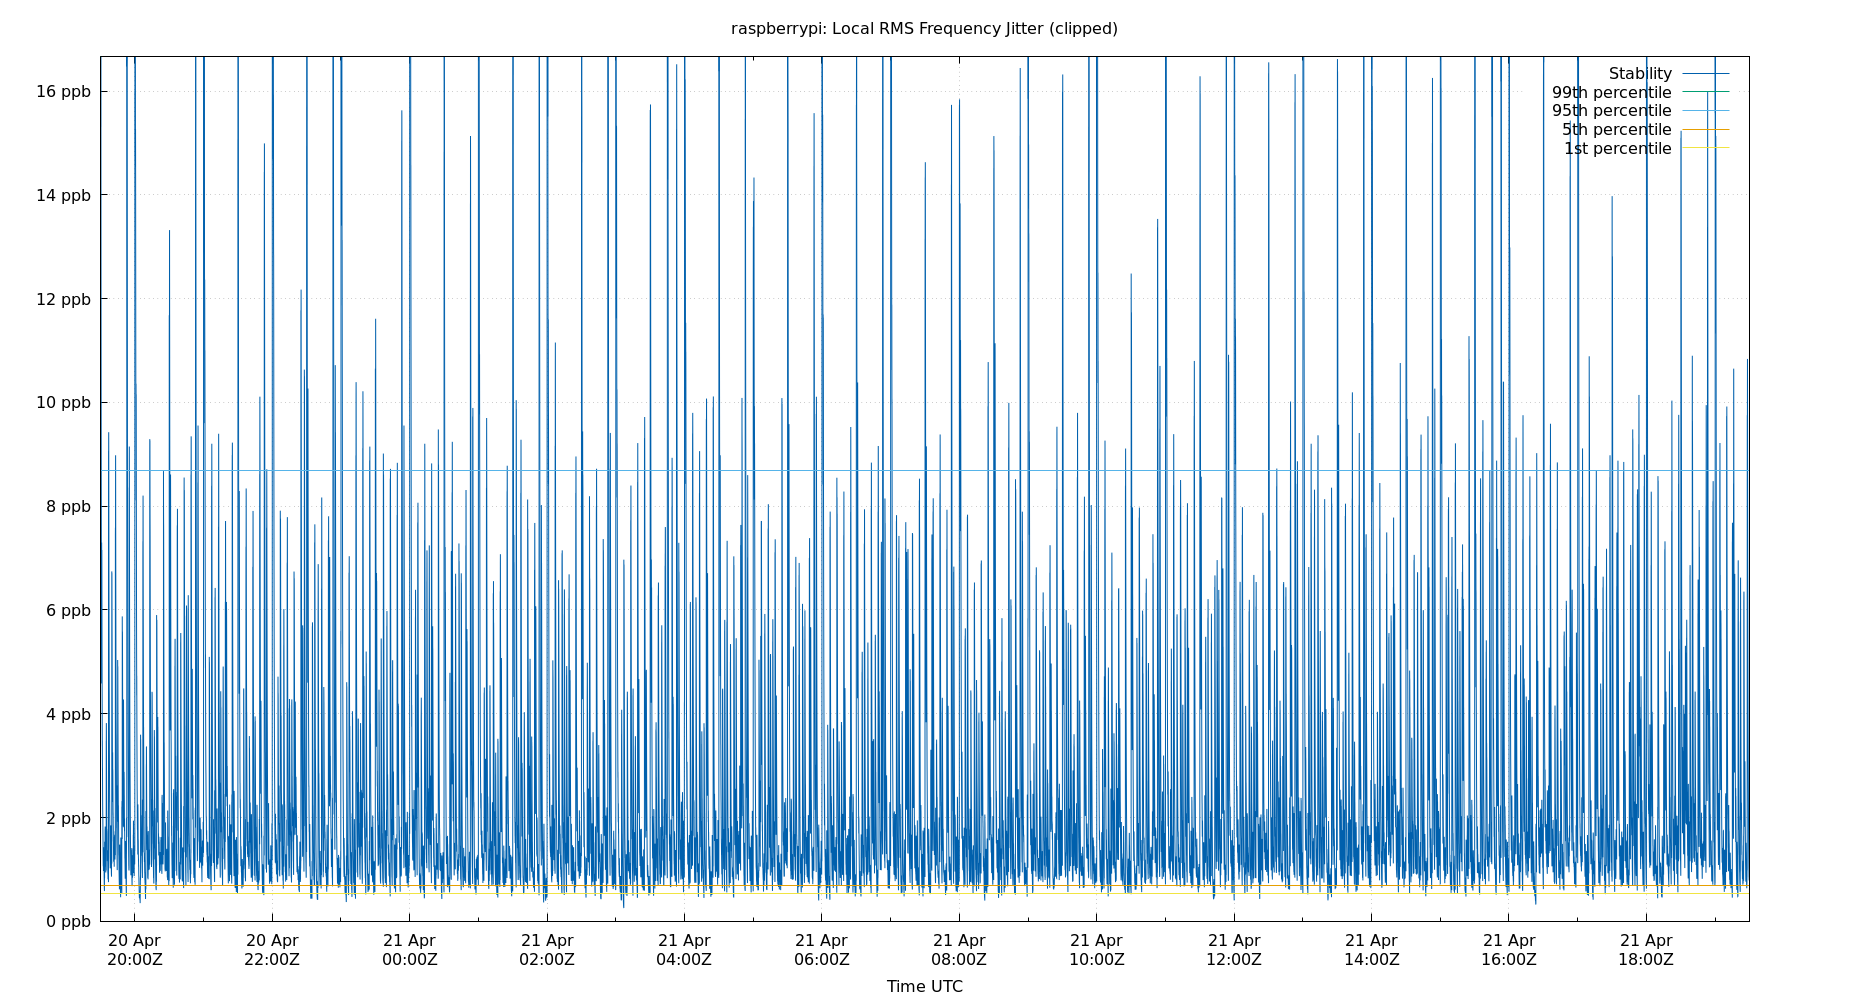 raspberrypi: Local RMS Frequency Jitter (clipped)
Stability
99th percentile
95th percentile
5th percentile
1st percentile
16 ppb
14 ppb
12 ppb
10 ppb
8 ppb
6 ppb
4 ppb
2 ppb
0 ppb
20 Apr 20 Apr 21 Apr 21 Apr 21 Apr 21 Apr 21 Apr 21 Apr 21 Apr 21 Apr 21 Apr 21 Apr
20:00Z 22:00Z 00:00Z 02:00Z 04:00Z 06:00Z 08:00Z 10:00Z 12:00Z 14:00Z 16:00Z 18:00Z
Time UTC